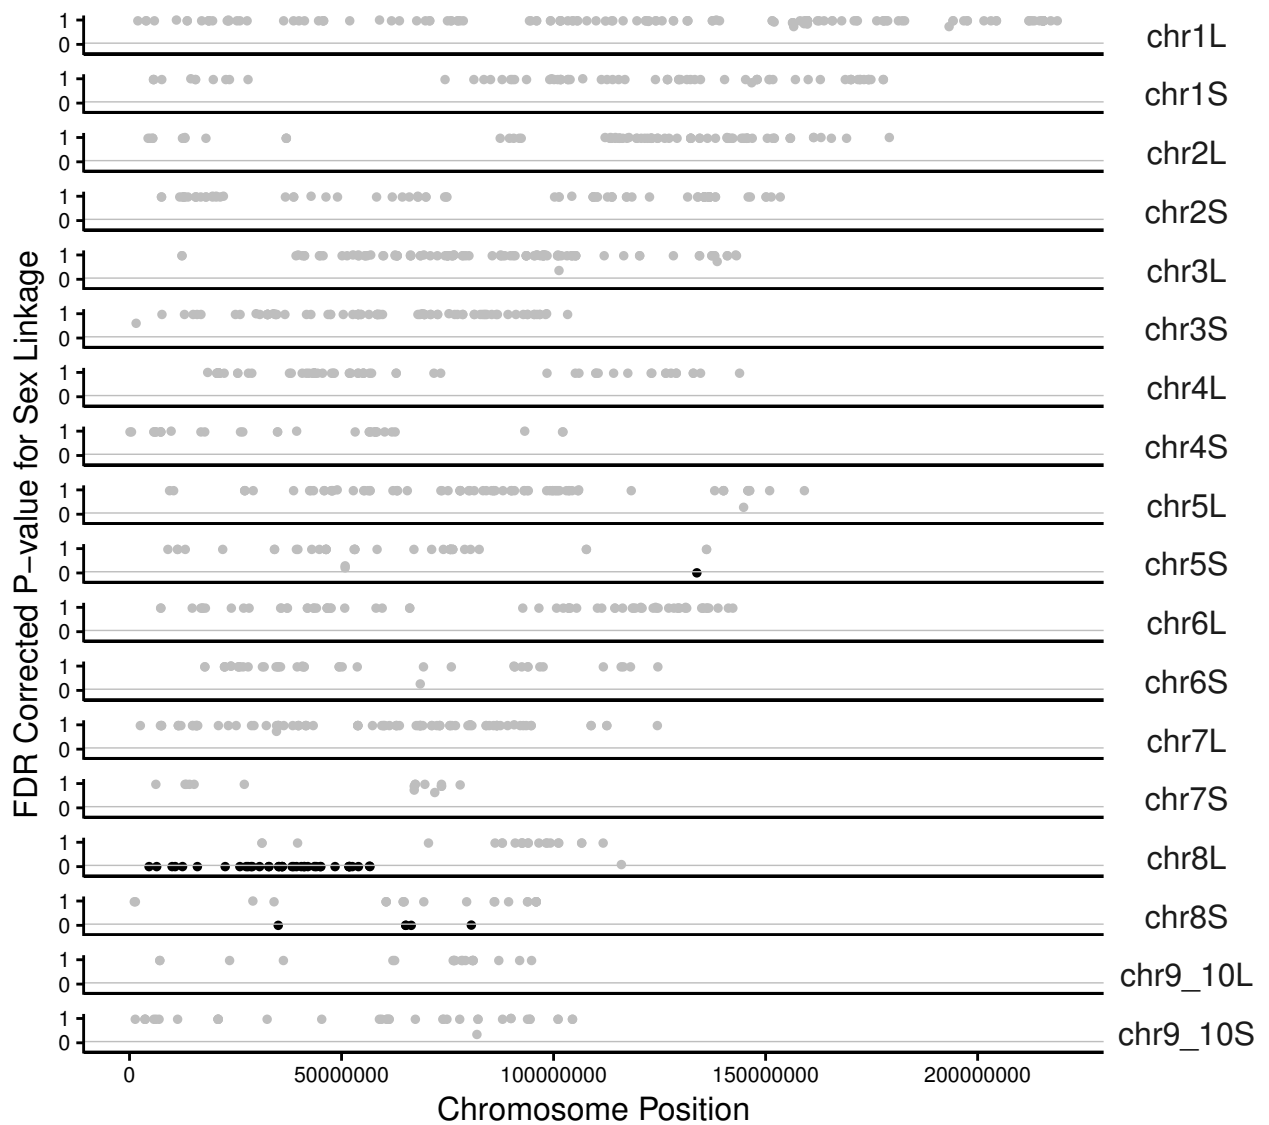 FDR Corrected P−value for Sex Linkage
1
0
chr1L
1
0
chr1S
1
0
chr2L
1
0
chr2S
1
0
chr3L
1
0
chr3S
1
0
chr4L
1
0
chr4S
1
0
chr5L
1
0
chr5S
1
0
chr6L
1
0
chr6S
1
0
chr7L
1
0
chr7S
1
0
chr8L
1
0
chr8S
1
0
chr9_10L
1
0
chr9_10S
0 50000000 100000000 150000000 200000000
Chromosome Position